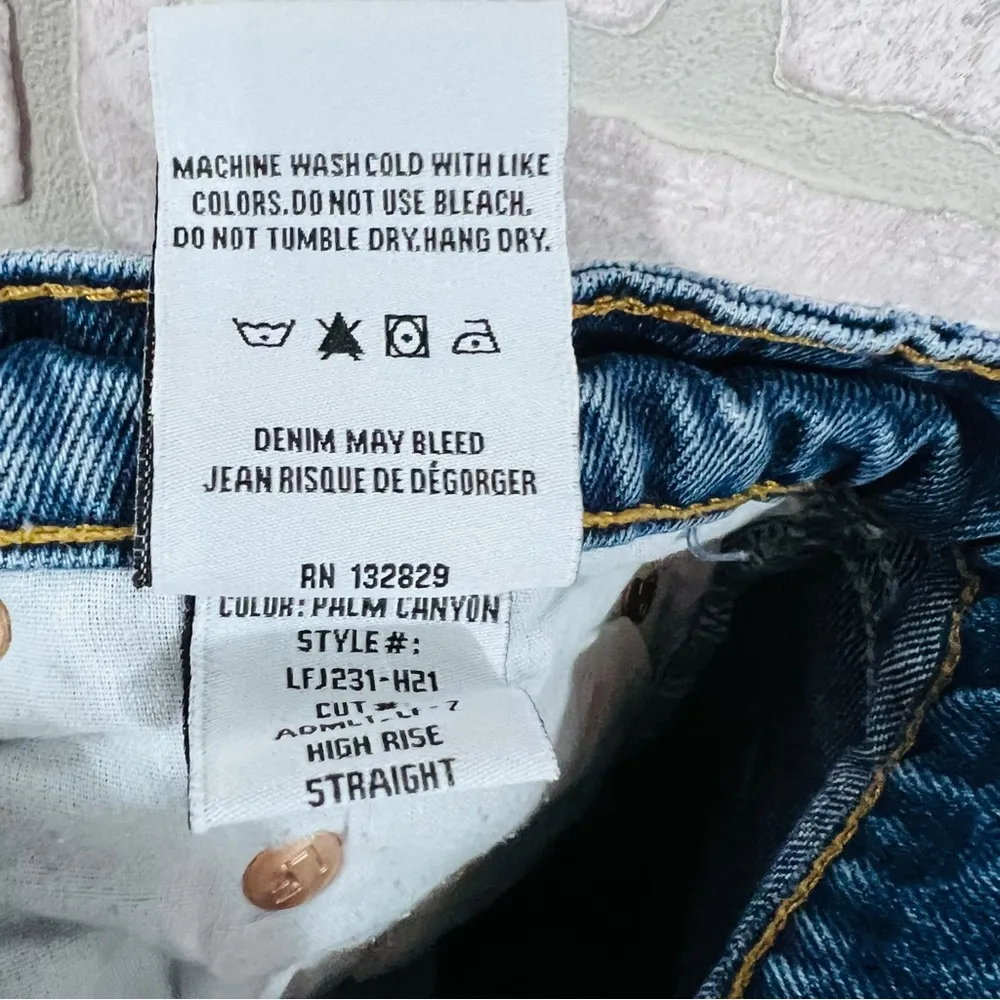 MACHINE WASH COLD WITH LIKE
COLORS. DO NOT USE BLEACH.
DO NOT TUMBLE DRY. HANG DRY.
DENIM MAY BLEED
JEAN RISQUE DE DÉGORGER
RN 132829
COLOR: PALM CANYON
STYLE#:
LFJ231-H21
CUT #
HIGH RISE
STRAIGHT